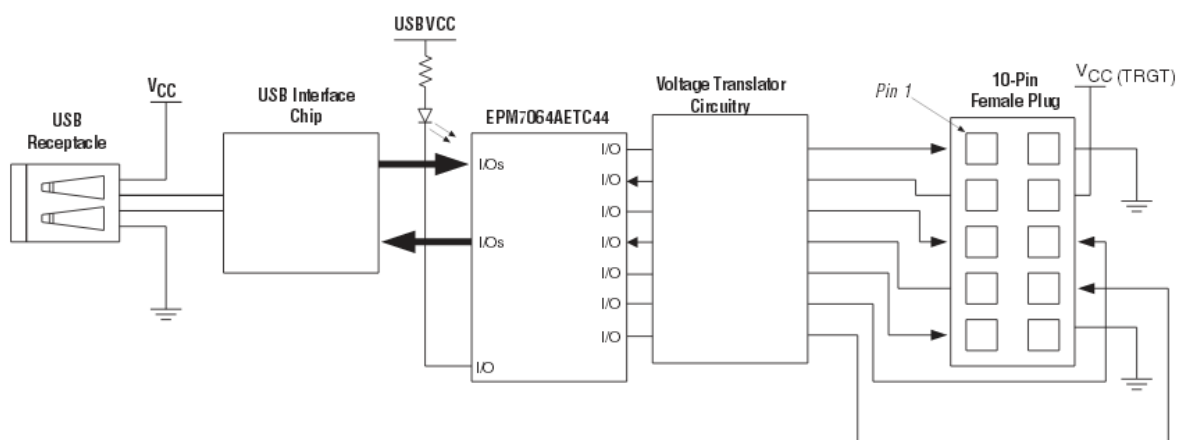 USBVCC
VCC
USB Interface
Chip
USB
Receptacle
EPM7064AETC44
Voltage Translator
Circuitry
Pin 1
10-Pin
Female Plug
VCC (TRGT)
I/Os
I/Os
I/O
I/O
I/O
I/O
I/O
I/O
I/O
I/O